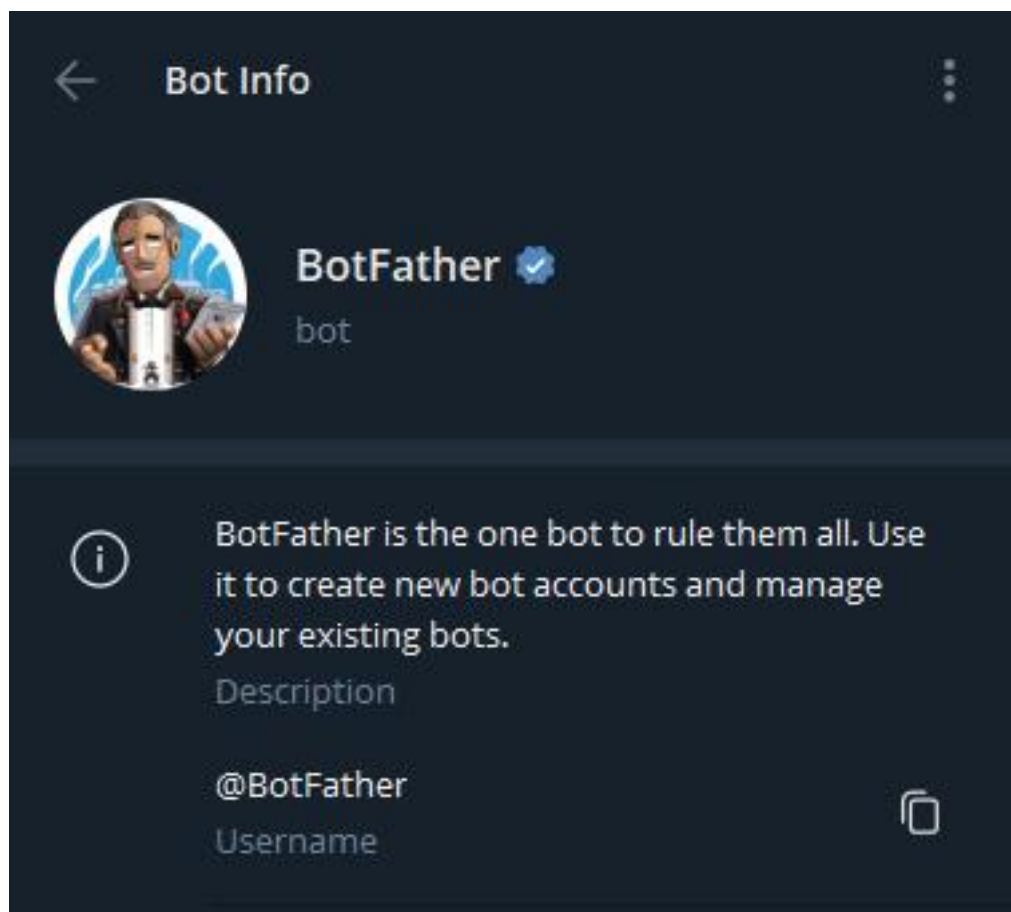 Bot Info
BotFather
bot
BotFather is the one bot to rule them all. Use
it to create new bot accounts and manage
your existing bots.
Description
@BotFather
Username